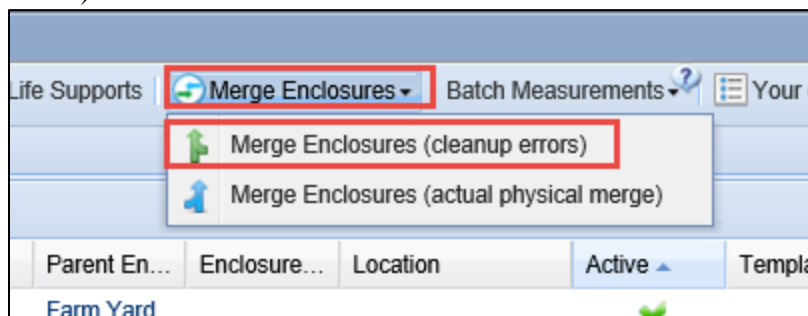 )
Life Supports Merge Enclosures Batch Measurements ? Your
Merge Enclosures (cleanup errors)
Merge Enclosures (actual physical merge)
Parent En... Enclosure... Location Active Templa
Farm Yard